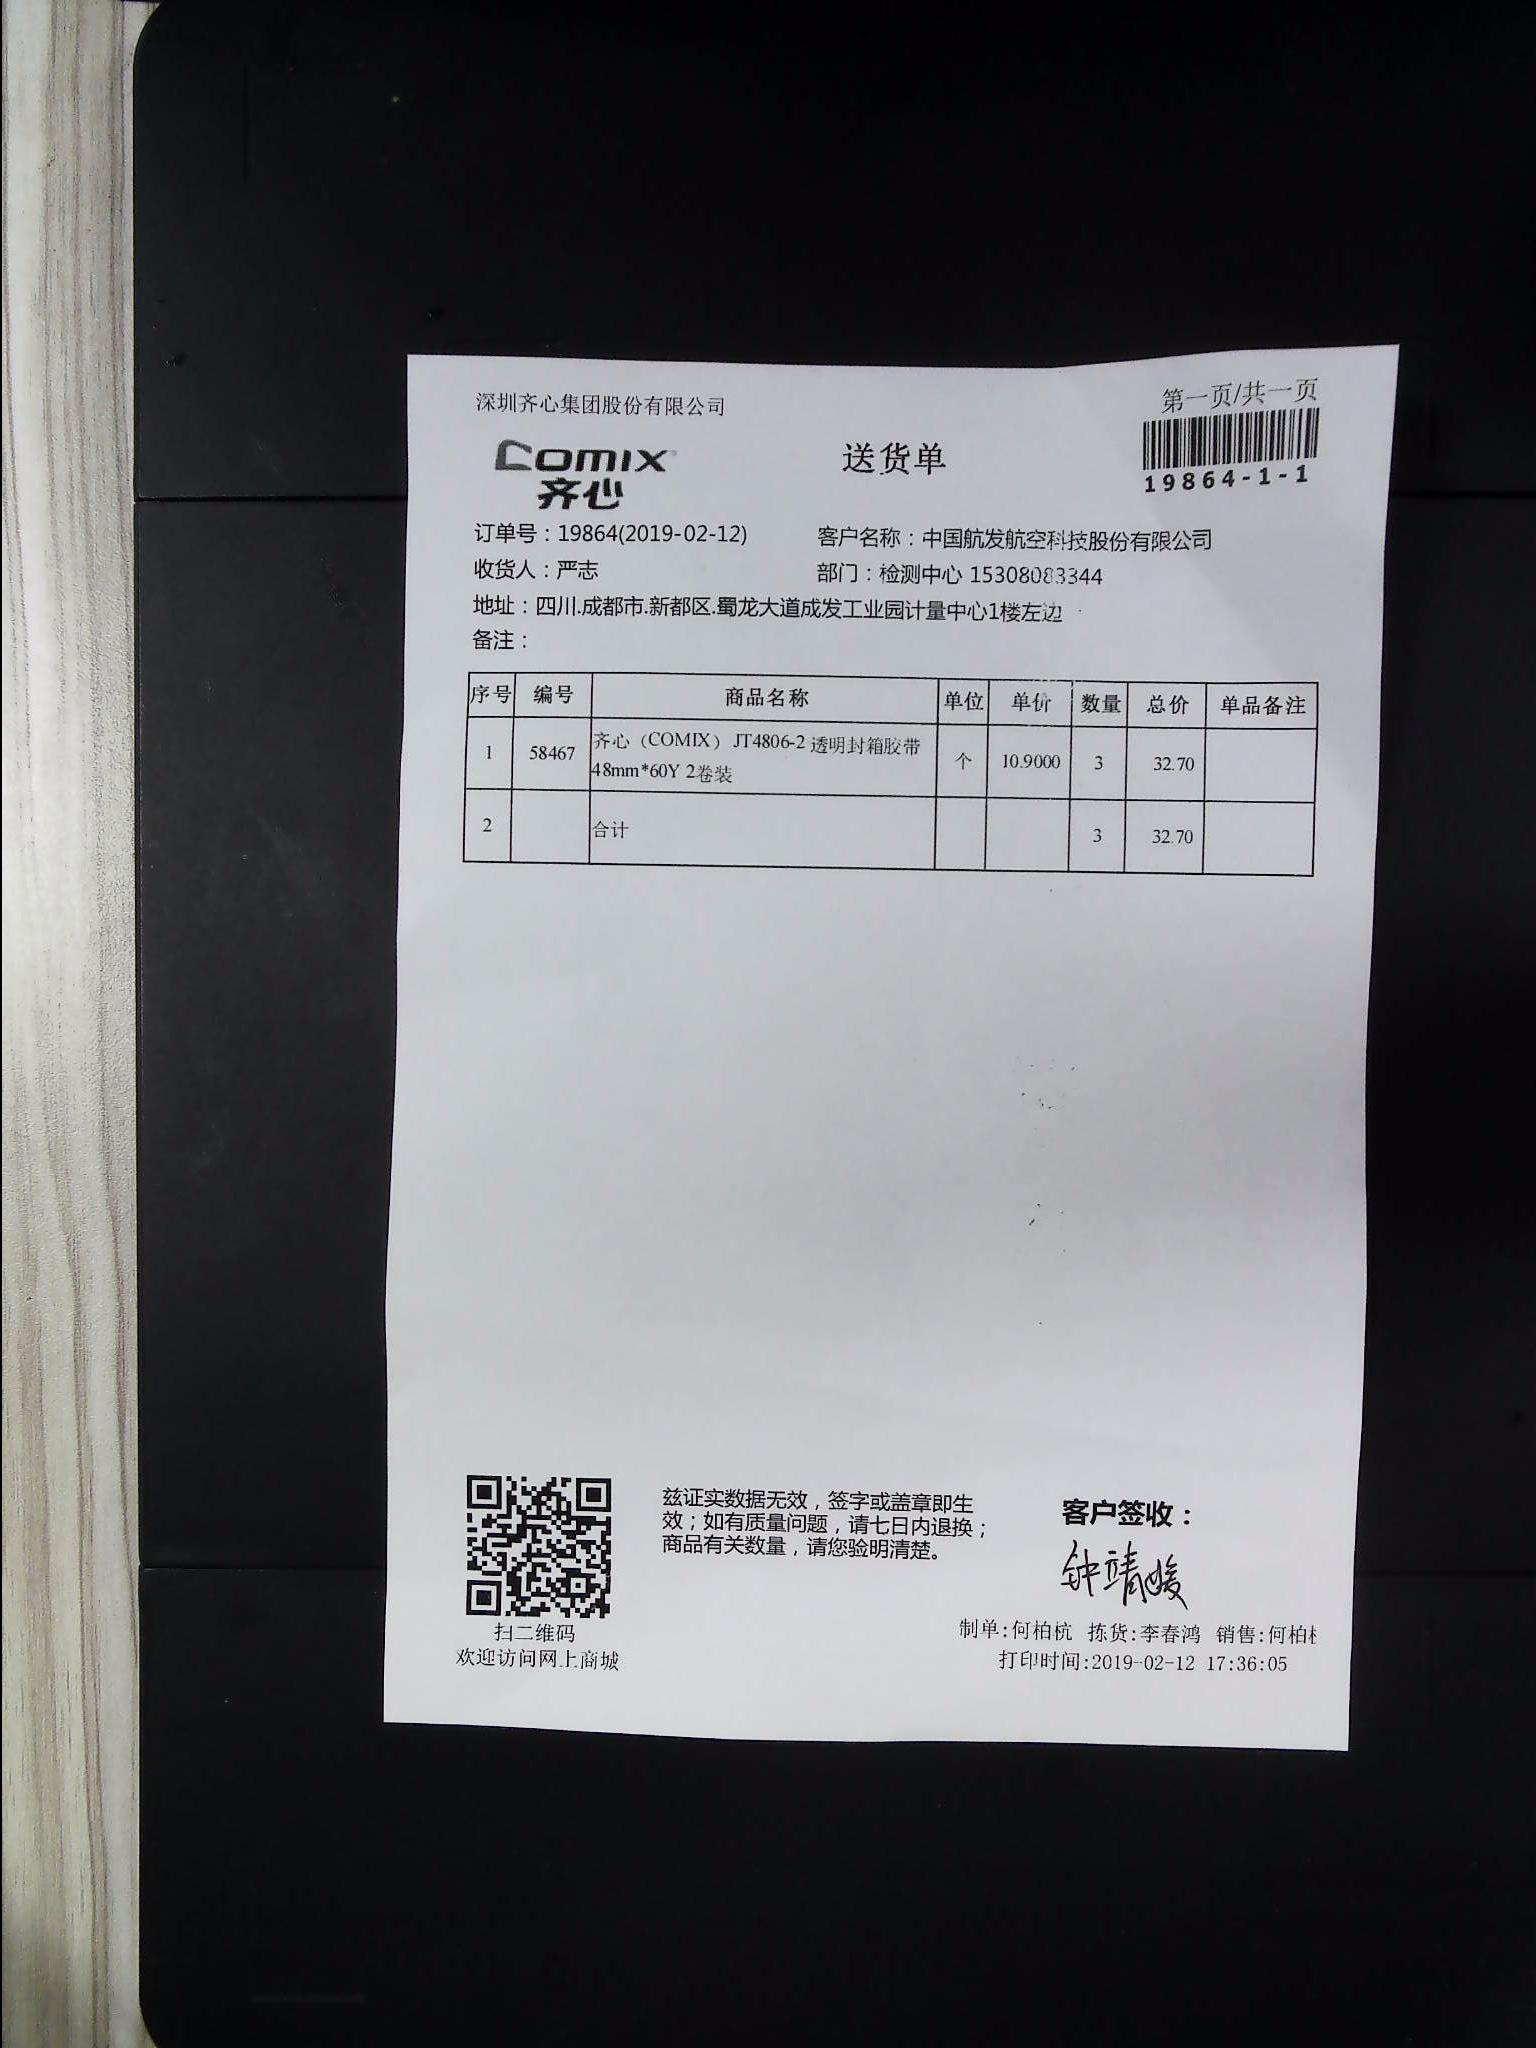 深圳齐心集团股份有限公司
第一页/共一页
COMIX
齐心
送货单
19864-1-1
订单号：19864(2019-02-12)
客户名称：中国航发航空科技股份有限公司
收货人：严志
部门：检测中心 15308083344
地址：四川.成都市.新都区.蜀龙大道成发工业园计量中心1楼左边
备注：
序号 编号 商品名称 单位 单价 数量 总价 单品备注
1 58467 齐心（COMIX） JT4806-2 透明封箱胶带 48mm*60Y 2卷装 个 10.9000 3 32.70
2 合计 3 32.70
兹证实数据无效，签字或盖章即生
效；如有质量问题，请七日内退换；
商品有关数量，请您验明清楚。
客户签收：
钟靖媛
扫二维码
欢迎访问网上商城
制单:何柏杭 拣货:李春鸿 销售:何柏
打印时间:2019-02-12 17:36:05